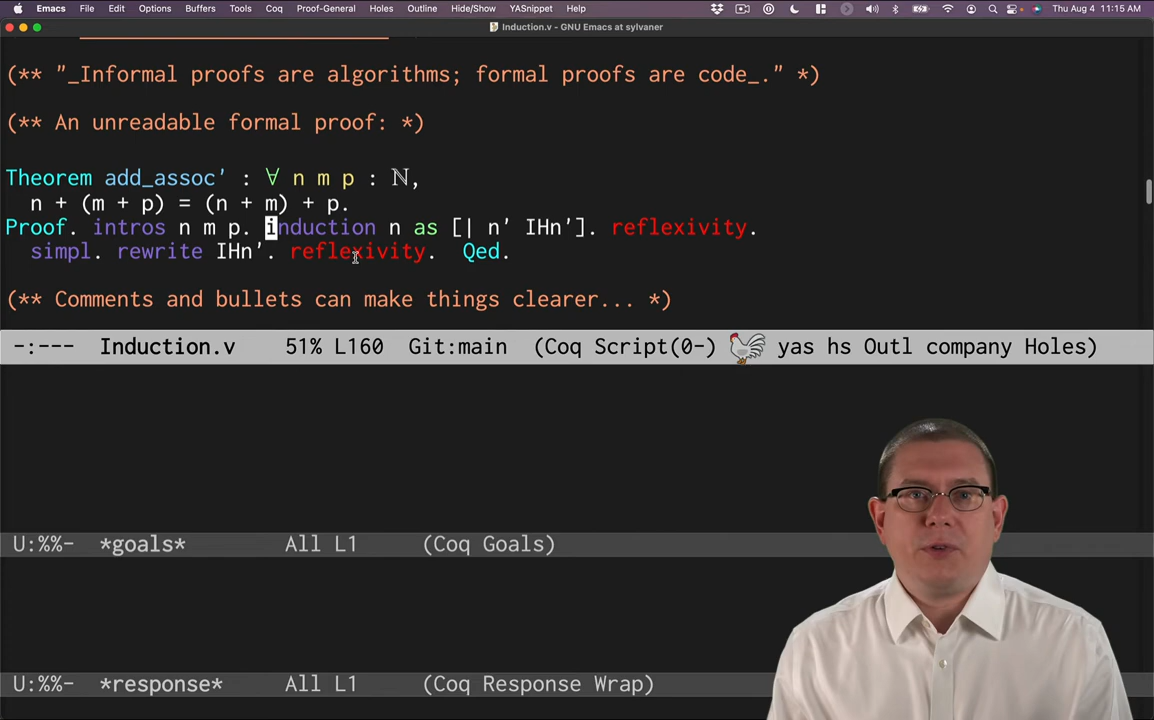 Emacs File Edit Options Buffers Tools Coq Proof-General Holes Outline Hide/Show YASnippet Help Thu Aug 4 11:15 AM
Induction.v - GNU Emacs at sylvaner
(** "_Informal proofs are algorithms; formal proofs are code_." *)
(** An unreadable formal proof: *)
Theorem add_assoc' : ∀ n m p : ℕ,
n + (m + p) = (n + m) + p.
Proof. intros n m p. induction n as [| n' IHn']. reflexivity.
simpl. rewrite IHn'. reflexivity. Qed.
(** Comments and bullets can make things clearer... *)
-:--- Induction.v 51% L160 Git:main (Coq Script(0-) yas hs Outl company Holes)
U:%%- *goals* All L1 (Coq Goals)
U:%%- *response* All L1 (Coq Response Wrap)